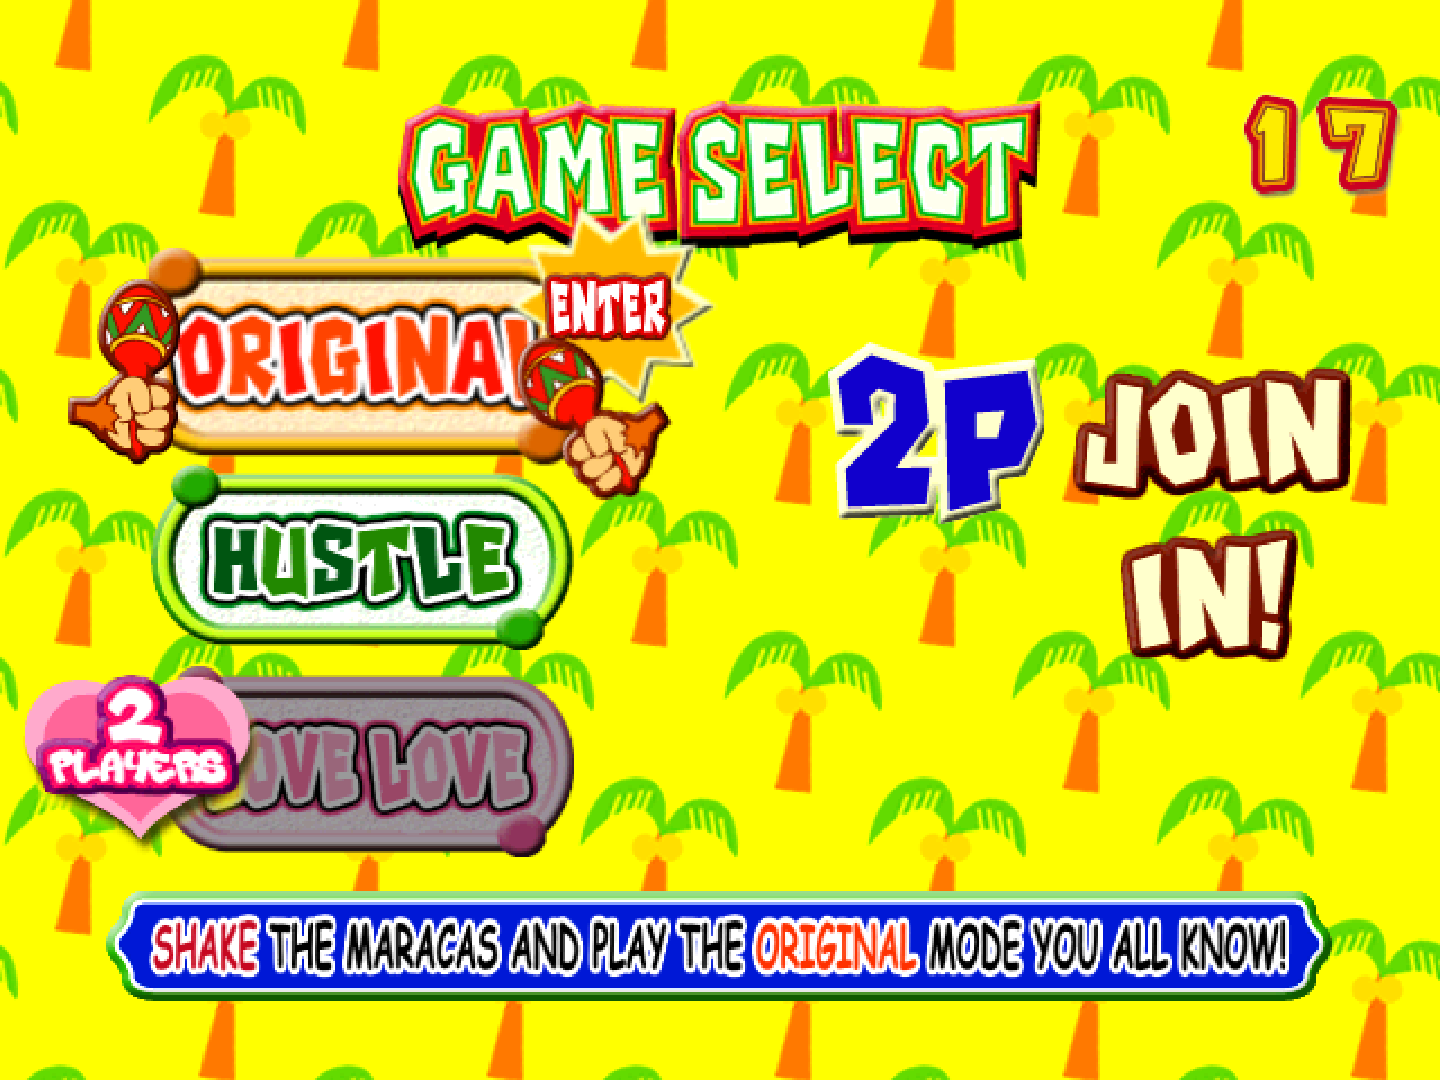 GAME SELECT
17
ORIGINAL
ENTER
HUSTLE
2P JOIN
IN!
2
PLAYERS
LOVE LOVE
SHAKE THE MARACAS AND PLAY THE ORIGINAL MODE YOU ALL KNOW!